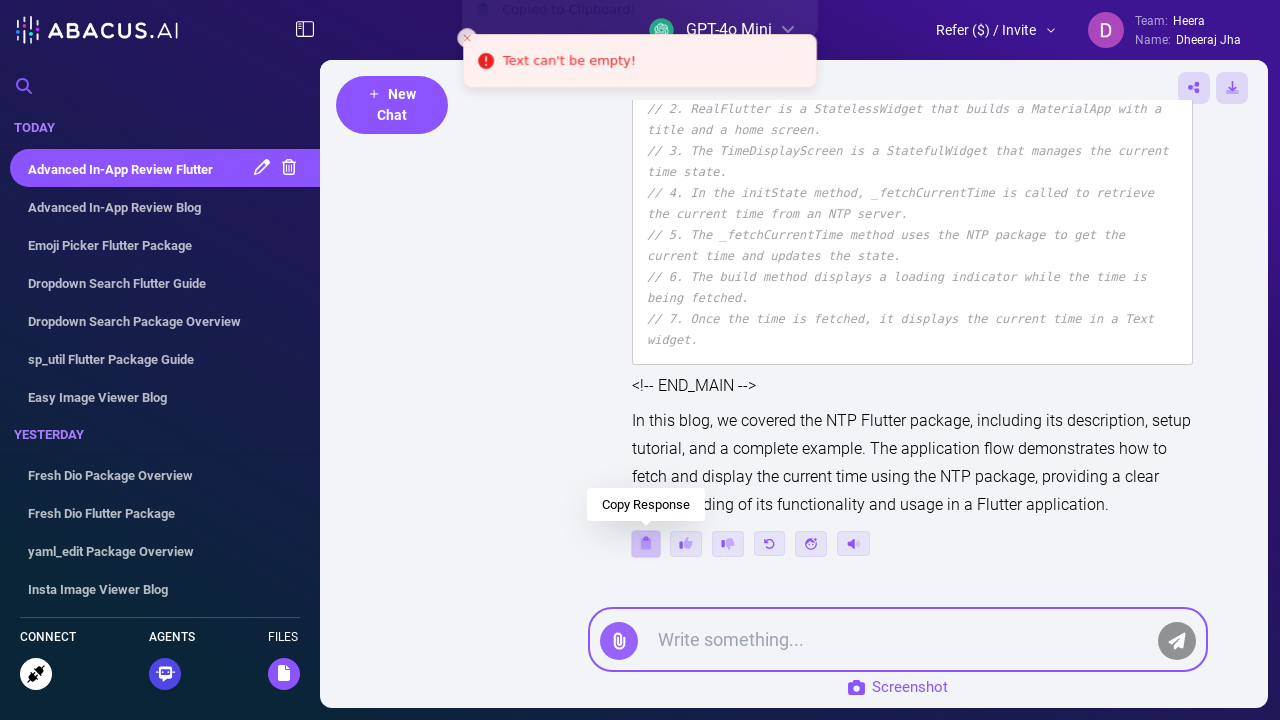 ABACUS.AI
Copied to Clipboard!
GPT-4o Mini
Refer ($) / Invite
D
Team: Heera
Name: Dheeraj Jha
Text can't be empty!
+ New Chat
TODAY
Advanced In-App Review Flutter
Advanced In-App Review Blog
Emoji Picker Flutter Package
Dropdown Search Flutter Guide
Dropdown Search Package Overview
sp_util Flutter Package Guide
Easy Image Viewer Blog
YESTERDAY
Fresh Dio Package Overview
Fresh Dio Flutter Package
yaml_edit Package Overview
Insta Image Viewer Blog
CONNECT
AGENTS
FILES
// 2. RealFlutter is a StatelessWidget that builds a MaterialApp with a
title and a home screen.
// 3. The TimeDisplayScreen is a StatefulWidget that manages the current
time state.
// 4. In the initState method, _fetchCurrentTime is called to retrieve
the current time from an NTP server.
// 5. The _fetchCurrentTime method uses the NTP package to get the
current time and updates the state.
// 6. The build method displays a loading indicator while the time is
being fetched.
// 7. Once the time is fetched, it displays the current time in a Text
widget.
<!-- END_MAIN -->
In this blog, we covered the NTP Flutter package, including its description, setup
tutorial, and a complete example. The application flow demonstrates how to
fetch and display the current time using the NTP package, providing a clear
ding of its functionality and usage in a Flutter application.
Copy Response
Write something...
Screenshot